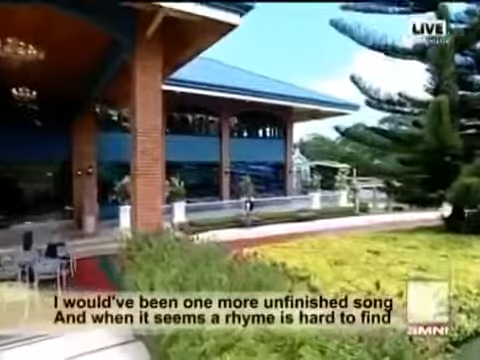 LIVE
I would've been one more unfinished song
And when it seems a rhyme is hard to find
SMNI